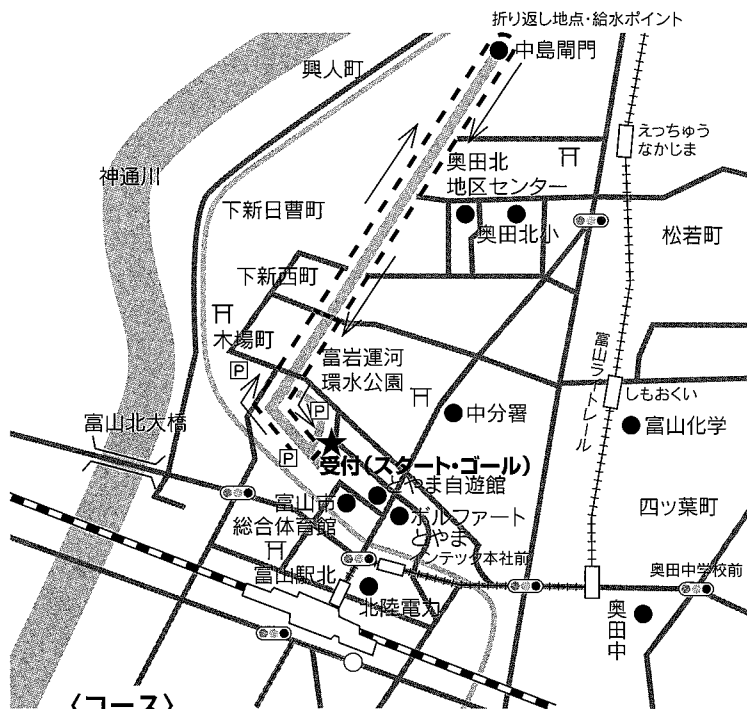 折り返し地点・給水ポイント
中島閘門
興人町
えっちゅう
なかじま
奥田北
地区センター
神通川
下新日曹町
奥田北小
松若町
下新西町
木場町
富岩運河
環水公園
富山ライトレール
P
P
しもおくい
中分署
富山化学
富山北大橋
P
受付(スタート・ゴール)
とやま自遊館
富山市
総合体育館
ボルファート
とやま
四ツ葉町
インテック本社前
奥田中学校前
富山駅北
北陸電力
奥田中
〈コース〉